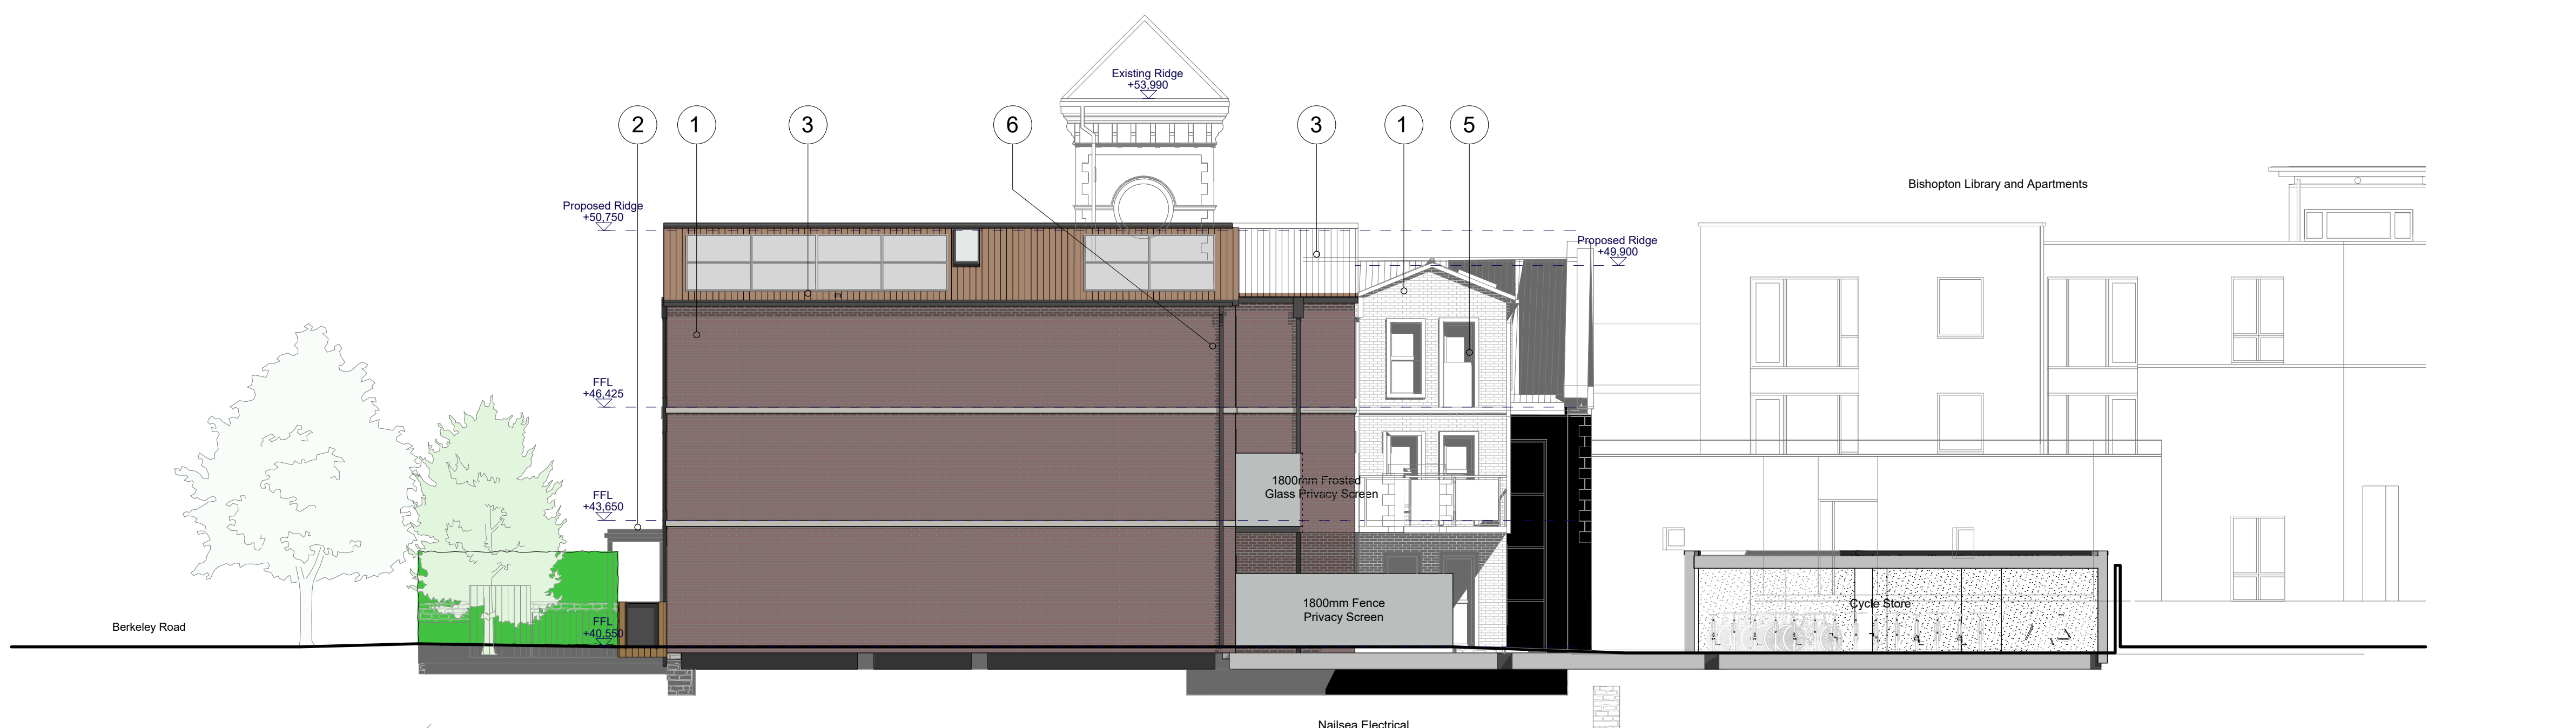 Existing Ridge
+53,990
2
1
3
6
3
1
5
Bishopton Library and Apartments
Proposed Ridge
+50,750
Proposed Ridge
+49,900
FFL
+46,425
1800mm Frosted
Glass Privacy Screen
FFL
+43,650
1800mm Fence
Privacy Screen
Cycle Store
FFL
+40,550
Berkeley Road
Nailsea Electrical